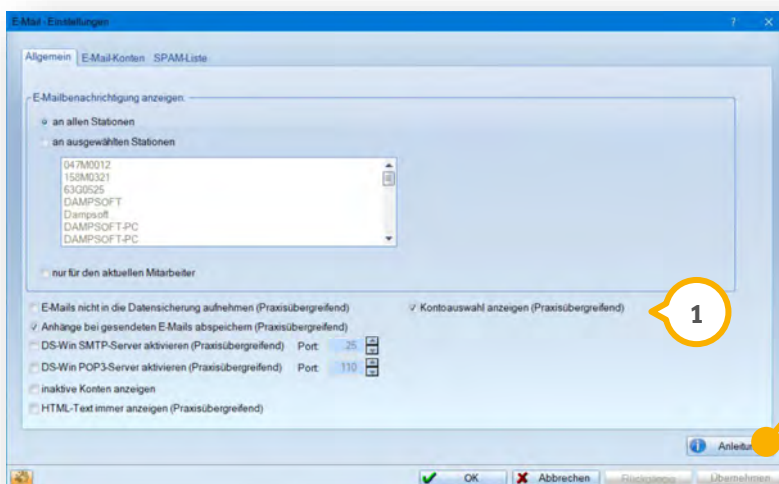 E-Mail - Einstellungen
? X
Allgemein E-Mail-Konten SPAM-Liste
E-Mailbenachrichtigung anzeigen:
an allen Stationen
an ausgewählten Stationen
047M0012
158M0321
63G0525
DAMPSOFT
Dampsoft
DAMPSOFT-PC
DAMPSOFT-PC
nur für den aktuellen Mitarbeiter
E-Mails nicht in die Datensicherung aufnehmen (Praxisübergreifend) Kontoauswahl anzeigen (Praxisübergreifend)
1
Anhänge bei gesendeten E-Mails abspeichern (Praxisübergreifend)
DS-Win SMTP-Server aktivieren (Praxisübergreifend) Port: 25
DS-Win POP3-Server aktivieren (Praxisübergreifend) Port: 110
inaktive Konten anzeigen
HTML-Text immer anzeigen (Praxisübergreifend)
Anleitun
OK Abbrechen Übernehmen